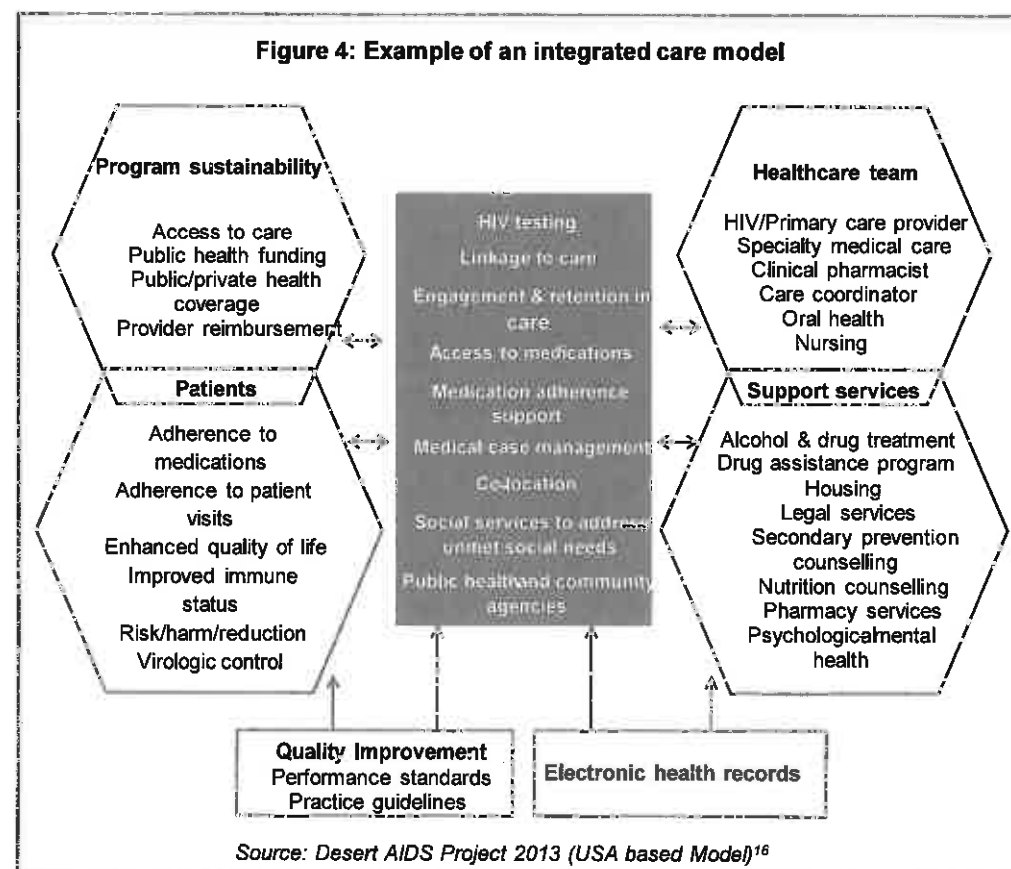 Figure 4: Example of an integrated care model
Program sustainability
Access to care
Public health funding
Public/private health
coverage
Provider reimbursement
Patients
Adherence to
medications
Adherence to patient
visits
Enhanced quality of life
Improved immune
status
Risk/harm/reduction
Virologic control
HIV testing
Linkage to care
Engagement & retention in
care
Access to medications
Medication adherence
support
Medical case management
Co-location
Social services to address
unmet social needs
Public health and community
agencies
Healthcare team
HIV/Primary care provider
Specialty medical care
Clinical pharmacist
Care coordinator
Oral health
Nursing
Support services
Alcohol & drug treatment
Drug assistance program
Housing
Legal services
Secondary prevention
counselling
Nutrition counselling
Pharmacy services
Psychologicalmental
health
Quality Improvement
Performance standards
Practice guidelines
Electronic health records
Source: Desert AIDS Project 2013 (USA based Model)16